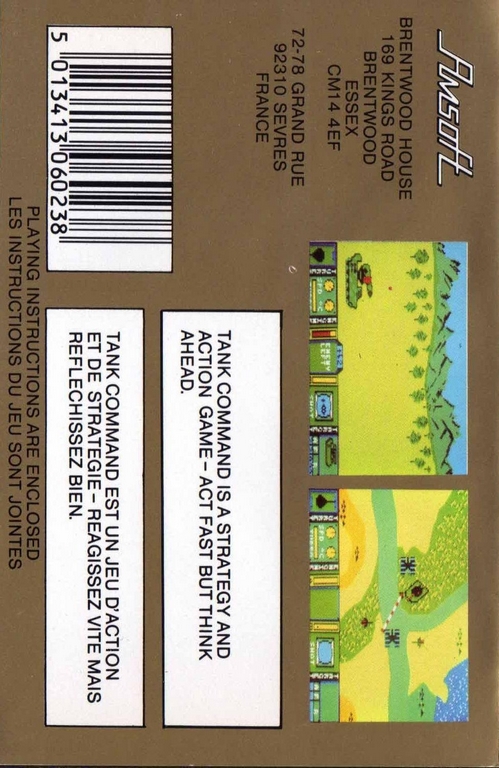 Amsoft
BRENTWOOD HOUSE
169 KINGS ROAD
BRENTWOOD
ESSEX
CM14 4EF
72-78 GRAND RUE
92310 SEVRES
FRANCE
TANK COMMAND IS A STRATEGY AND
ACTION GAME – ACT FAST BUT THINK
AHEAD.
TANK COMMAND EST UN JEU D'ACTION
ET DE STRATEGIE – REAGISSEZ VITE MAIS
REFLECHISSEZ BIEN.
5 013413 060238
PLAYING INSTRUCTIONS ARE ENCLOSED
LES INSTRUCTIONS DU JEU SONT JOINTES